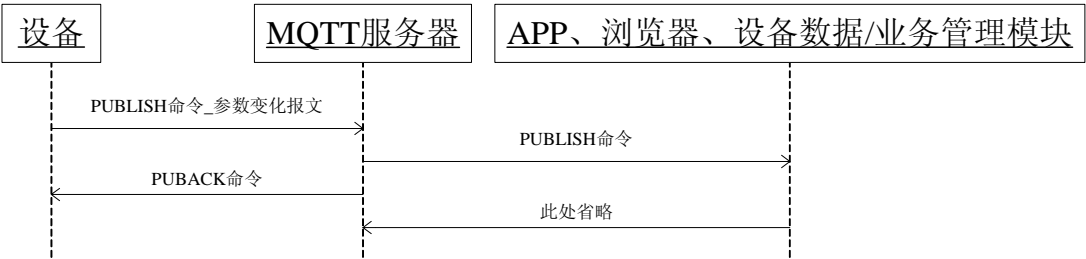 设备
MQTT服务器
APP、浏览器、设备数据/业务管理模块
PUBLISH命令_参数变化报文
PUBLISH命令
PUBACK命令
此处省略